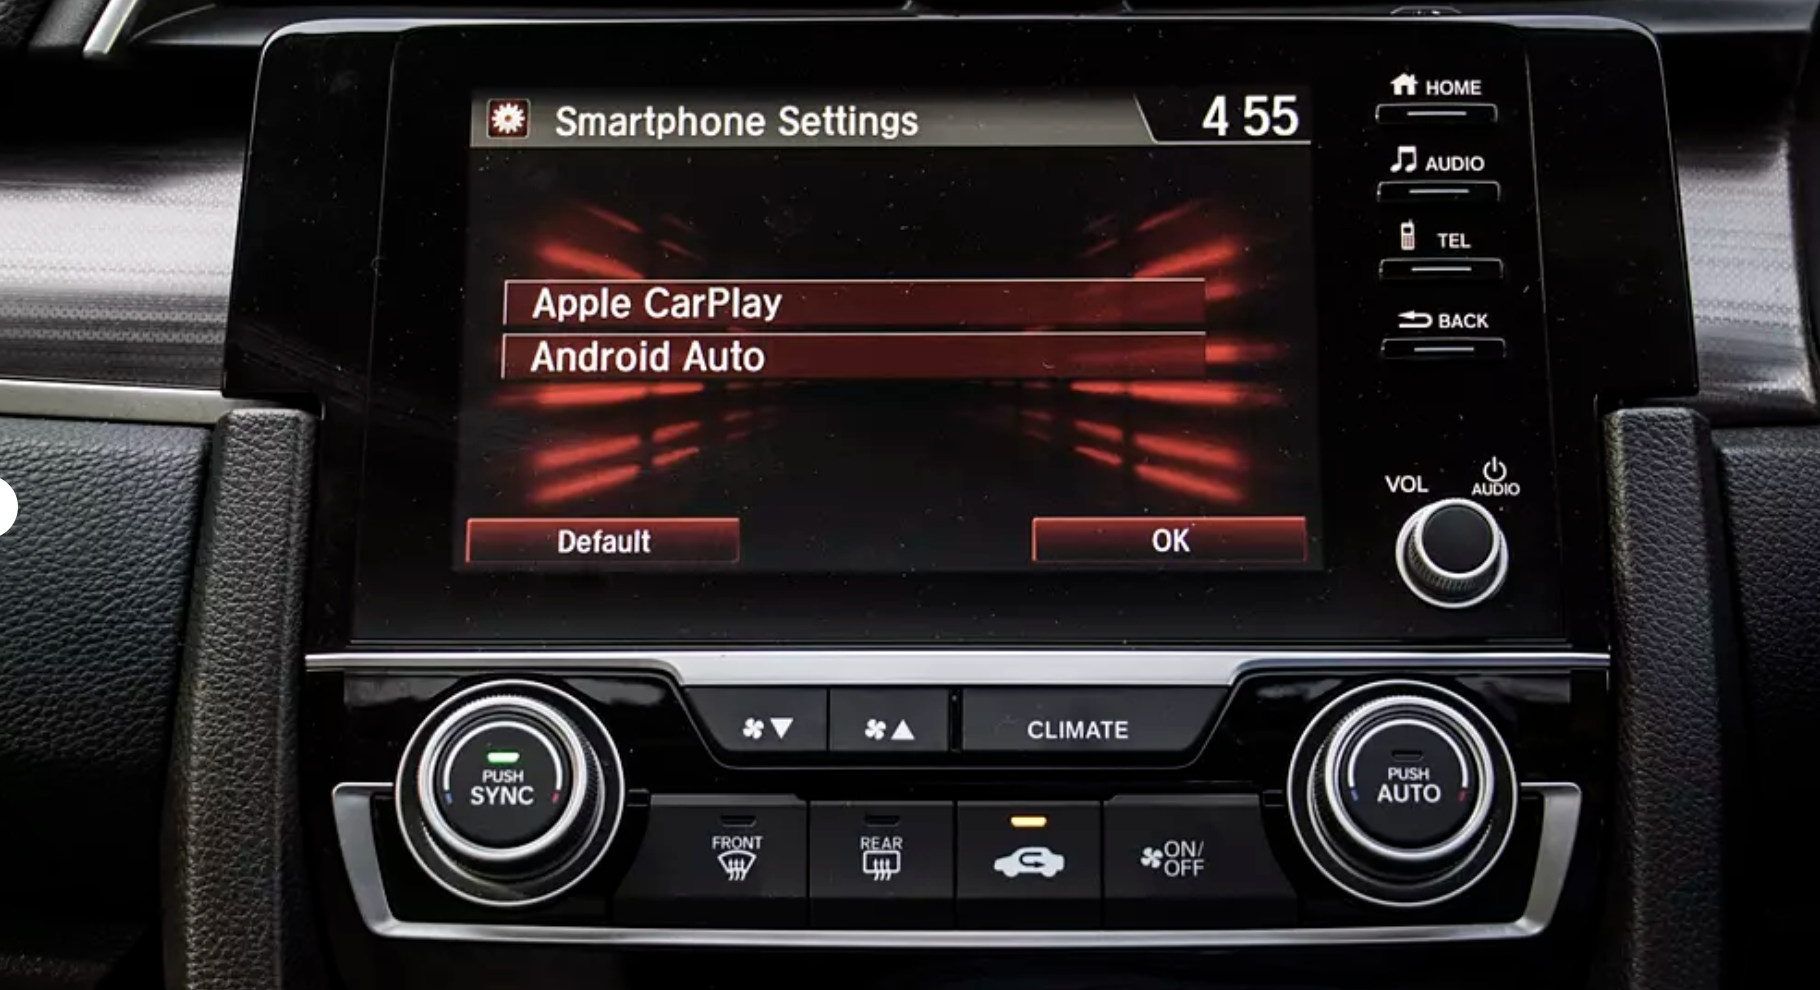 Smartphone Settings
4 55
Apple CarPlay
Android Auto
Default
OK
HOME
AUDIO
TEL
BACK
VOL
AUDIO
CLIMATE
PUSH
SYNC
PUSH
AUTO
FRONT
REAR
ON/
OFF